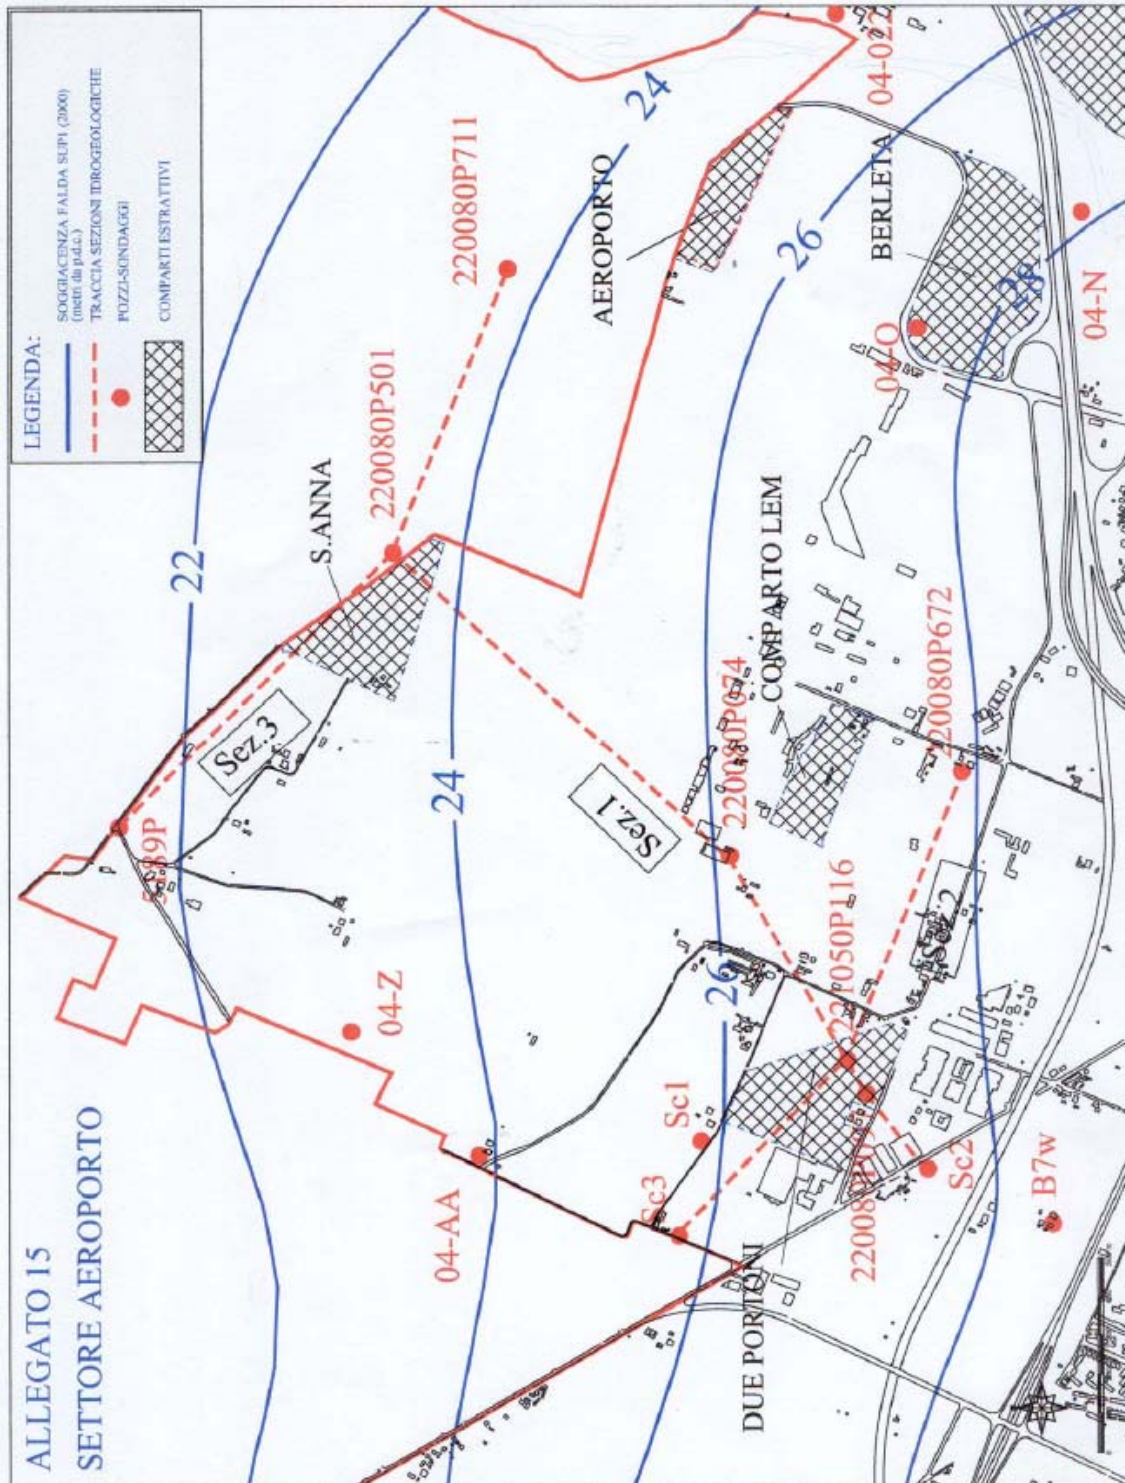 ALLEGATO 15
SETTORE AEROPORTO
LEGENDA:
SOGGIACENZA FALDA SUP1 (2000)
(metri da p.d.c.)
TRACCIA SEZIONI IDROGEOLOGICHE
POZZI-SONDAGGI
COMPARTI ESTRATTIVI
22
S.ANNA
220080P501
220080P711
24
AEROPORTO
04-022
BERLETA
26
28
04-O
04-N
Sez.3
04-Z
24
Sez.1
220080P074
COMPARTO LEM
220080P672
04-AA
Sc1
Sc3
26
221050P116
Sc2
B7w
DUE PORTONI